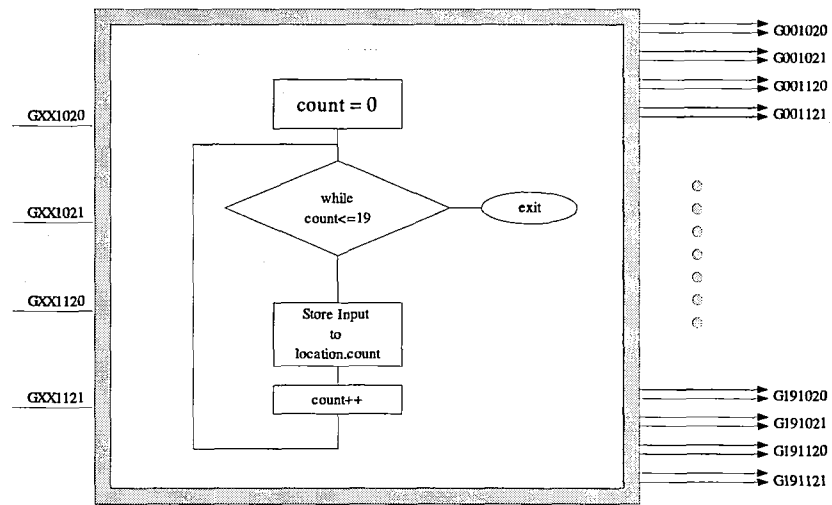 GXX1020
GXX1021
GXX1120
GXX1121
count = 0
while
count<=19
exit
Store Input
to
location.count
count++
G001020
G001021
G001120
G001121
G191020
G191021
G191120
G191121